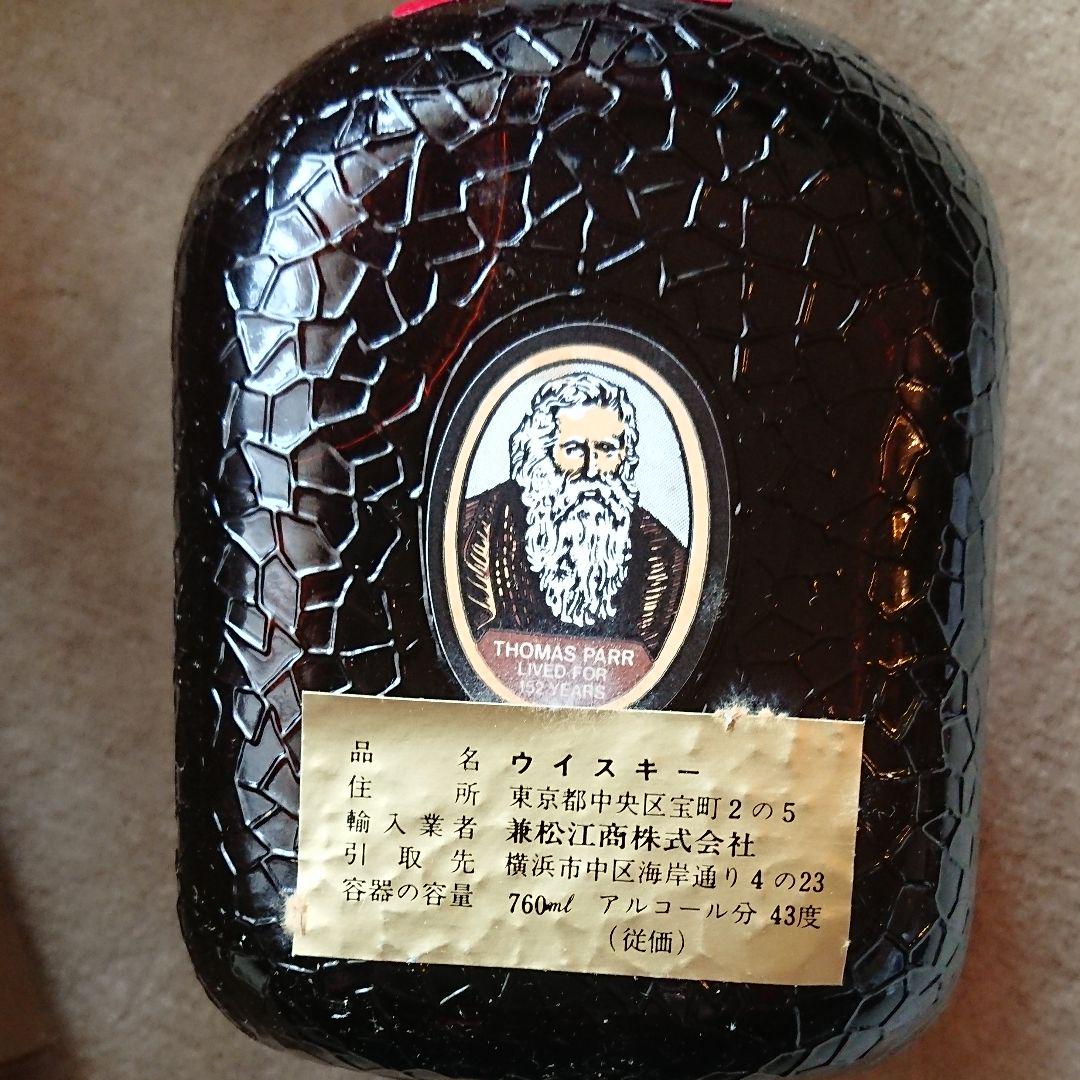 THOMAS PARR
LIVED FOR
152 YEARS
品名 ウイスキー
住所 東京都中央区宝町2の5
輸入業者 兼松江商株式会社
引取先 横浜市中区海岸通り4の23
容器の容量 760ml アルコール分 43度
(従価)